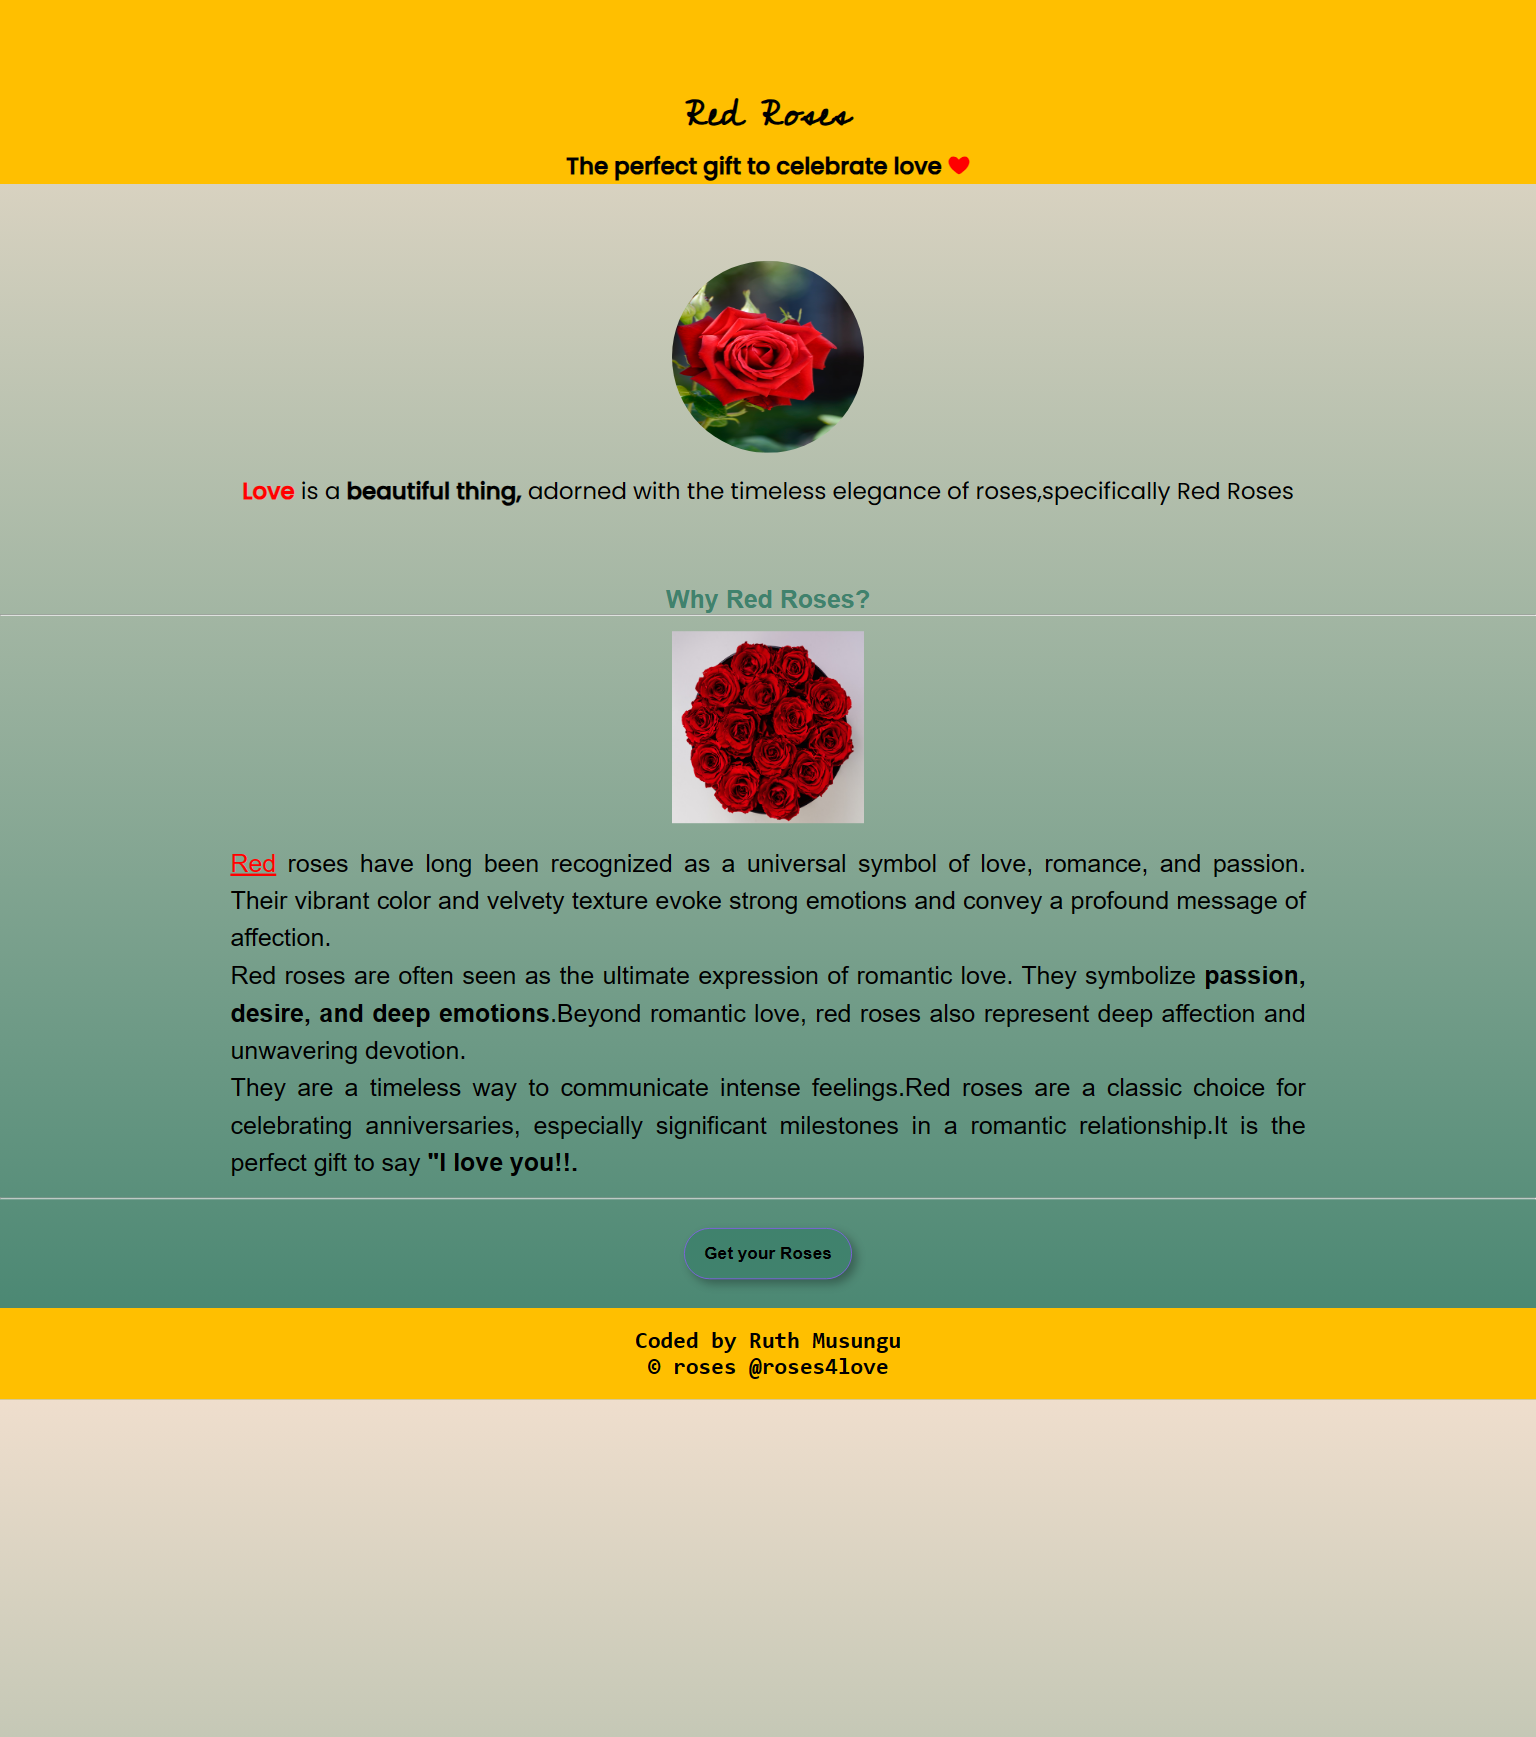 Red Roses
The perfect gift to celebrate love ❤
Love is a beautiful thing, adorned with the timeless elegance of roses,specifically Red Roses
Why Red Roses?
Red roses have long been recognized as a universal symbol of love, romance, and passion.
Their vibrant color and velvety texture evoke strong emotions and convey a profound message of
affection.
Red roses are often seen as the ultimate expression of romantic love. They symbolize passion,
desire, and deep emotions.Beyond romantic love, red roses also represent deep affection and
unwavering devotion.
They are a timeless way to communicate intense feelings.Red roses are a classic choice for
celebrating anniversaries, especially significant milestones in a romantic relationship.It is the
perfect gift to say "I love you!!.
Get your Roses
Coded by Ruth Musungu
© roses @roses4love